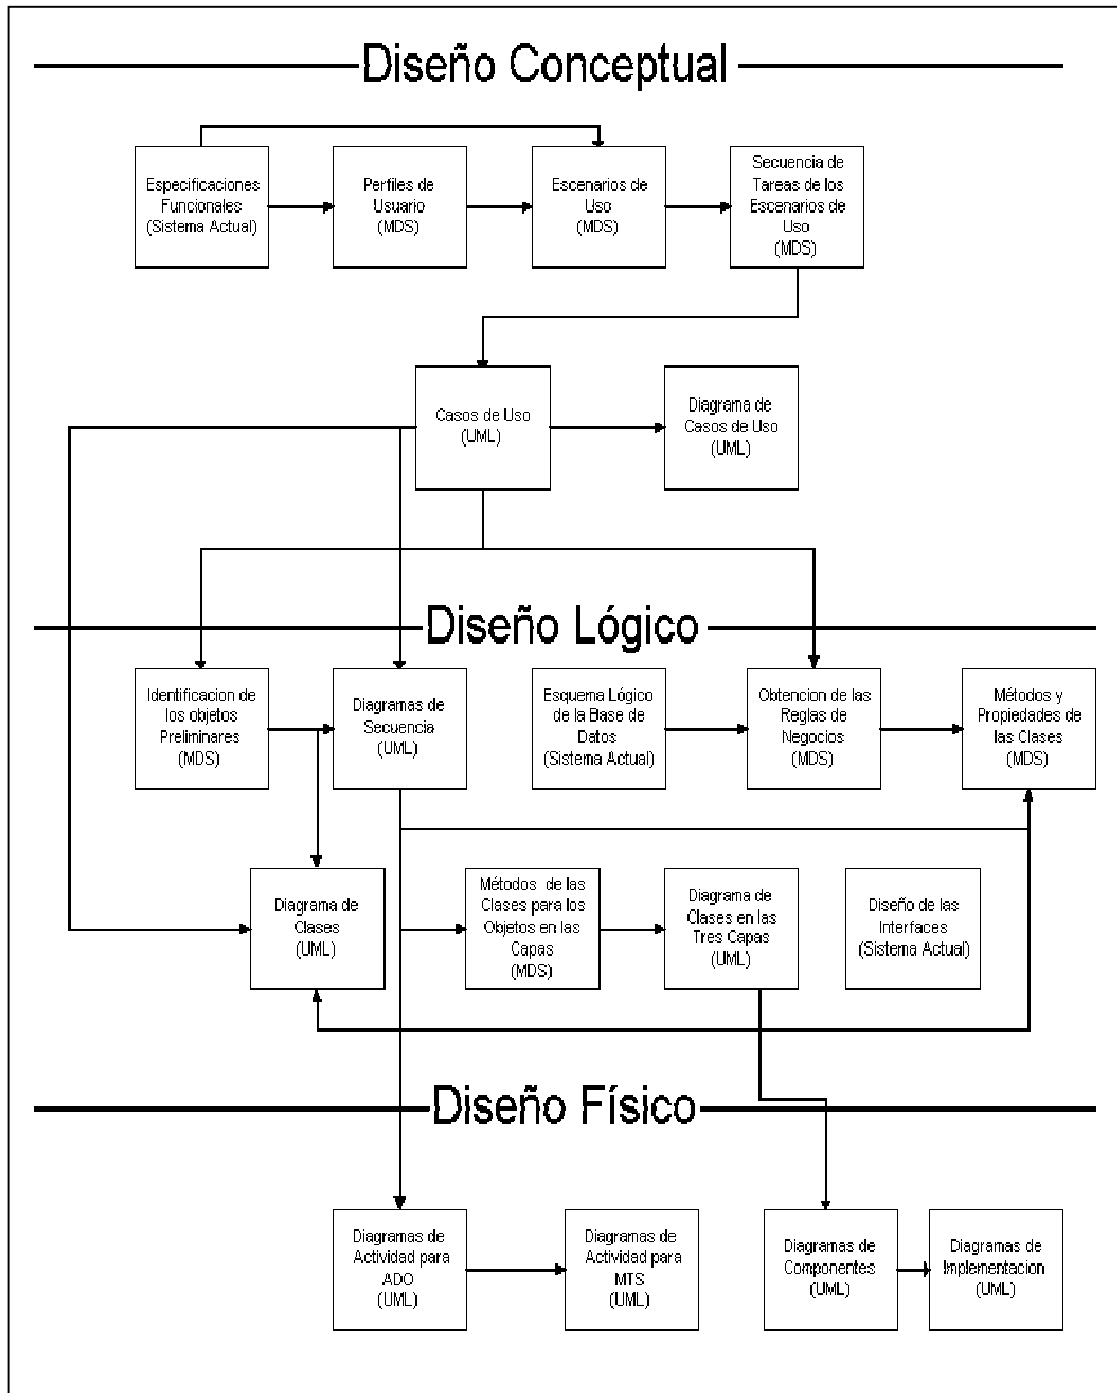 Diseño Conceptual
Especificaciones
Funcionales
(Sistema Actual)
Perfiles de
Usuario
(MDS)
Escenarios de
Uso
(MDS)
Secuencia de
Tareas de los
Escenarios de
Uso
(MDS)
Casos de Uso
(UML)
Diagrama de
Casos de Uso
(UML)
Diseño Lógico
Identificacion de
los objetos
Preliminares
(MDS)
Diagramas de
Secuencia
(UML)
Esquema Lógico
de la Base de
Datos
(Sistema Actual)
Obtencion de las
Reglas de
Negocios
(MDS)
Métodos y
Propiedades de
las Clases
(MDS)
Diagrama de
Clases
(UML)
Métodos de las
Clases para los
Objetos en las
Capas
(MDS)
Diagrama de
Clases en las
Tres Capas
(UML)
Diseño de las
Interfaces
(Sistema Actual)
Diseño Físico
Diagramas de
Actividad para
ADO
(UML)
Diagramas de
Actividad para
MTS
(UML)
Diagramas de
Componentes
(UML)
Diagramas de
Implementacion
(UML)